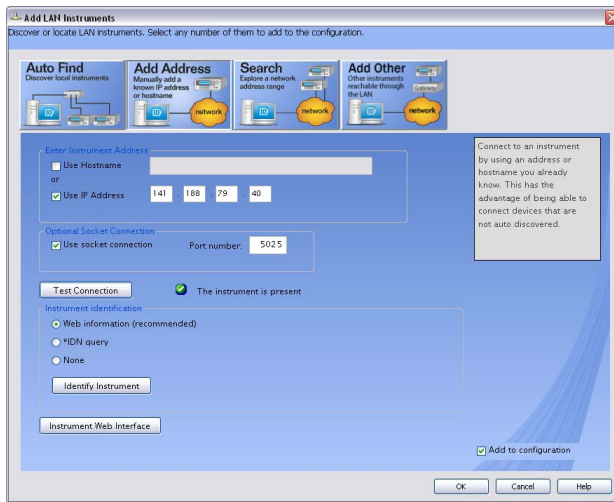 Add LAN Instruments
Discover or locate LAN instruments. Select any number of them to add to the configuration.
Auto Find
Discover local instruments
Add Address
Manually add a
known IP address
or hostname
network
Search
Explore a network
address range
network
Add Other
Other instruments
reachable through
the LAN
Gateway
network
Enter Instrument Address
Use Hostname
or
Use IP Address 141 . 188 . 79 . 40
Optional Socket Connection
Use socket connection Port number: 5025
Test Connection The instrument is present
Instrument identification
Web information (recommended)
*IDN query
None
Identify Instrument
Instrument Web Interface
Connect to an instrument
by using an address or
hostname you already
know. This has the
advantage of being able to
connect devices that are
not auto discovered.
Add to configuration
OK Cancel Help